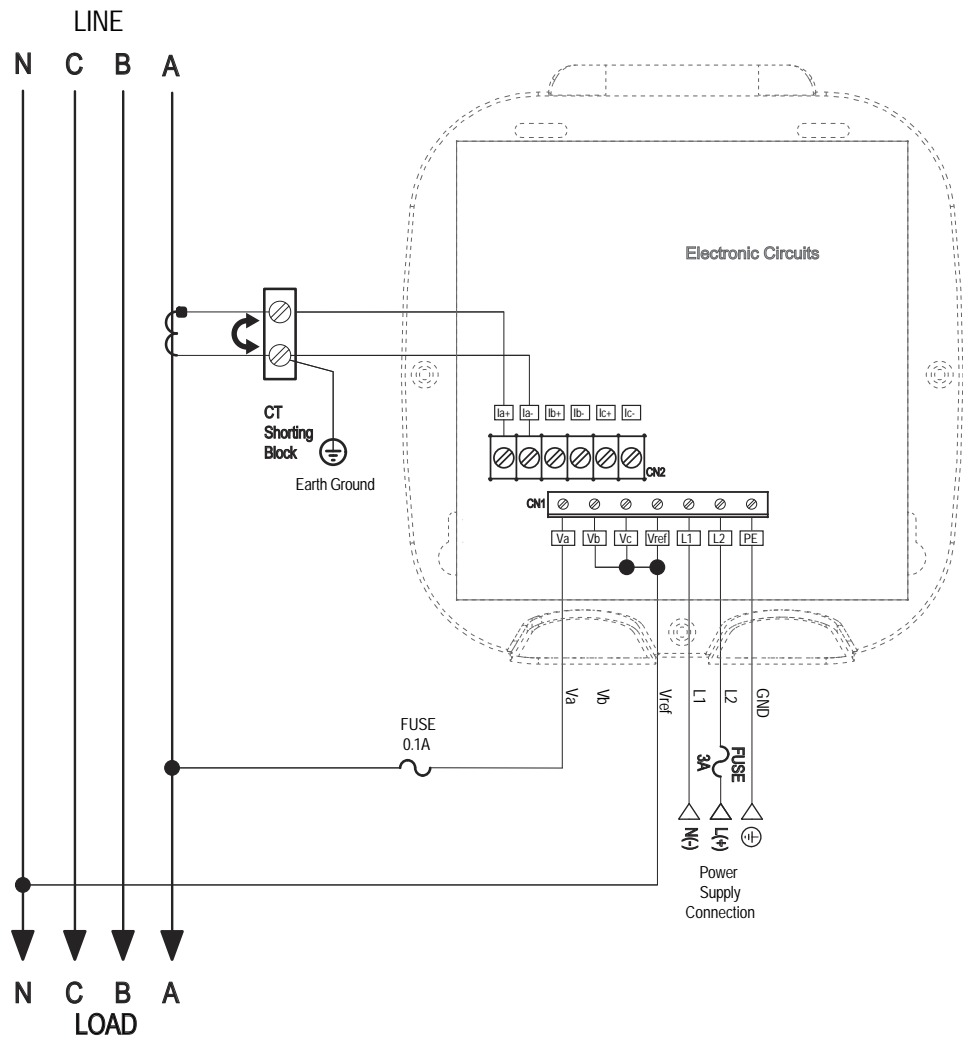 LINE
N C B A
Electronic Circuits
CT
Shorting
Block
Earth Ground
Ia+ Ia- Ib+ Ib- Ic+ Ic-
CN2
CN1
Va Vb Vc Vref L1 L2 PE
Va Vb Vref L1 L2 GND
FUSE
0.1A
FUSE
3A
N(-) L(+)
Power
Supply
Connection
N C B A
LOAD